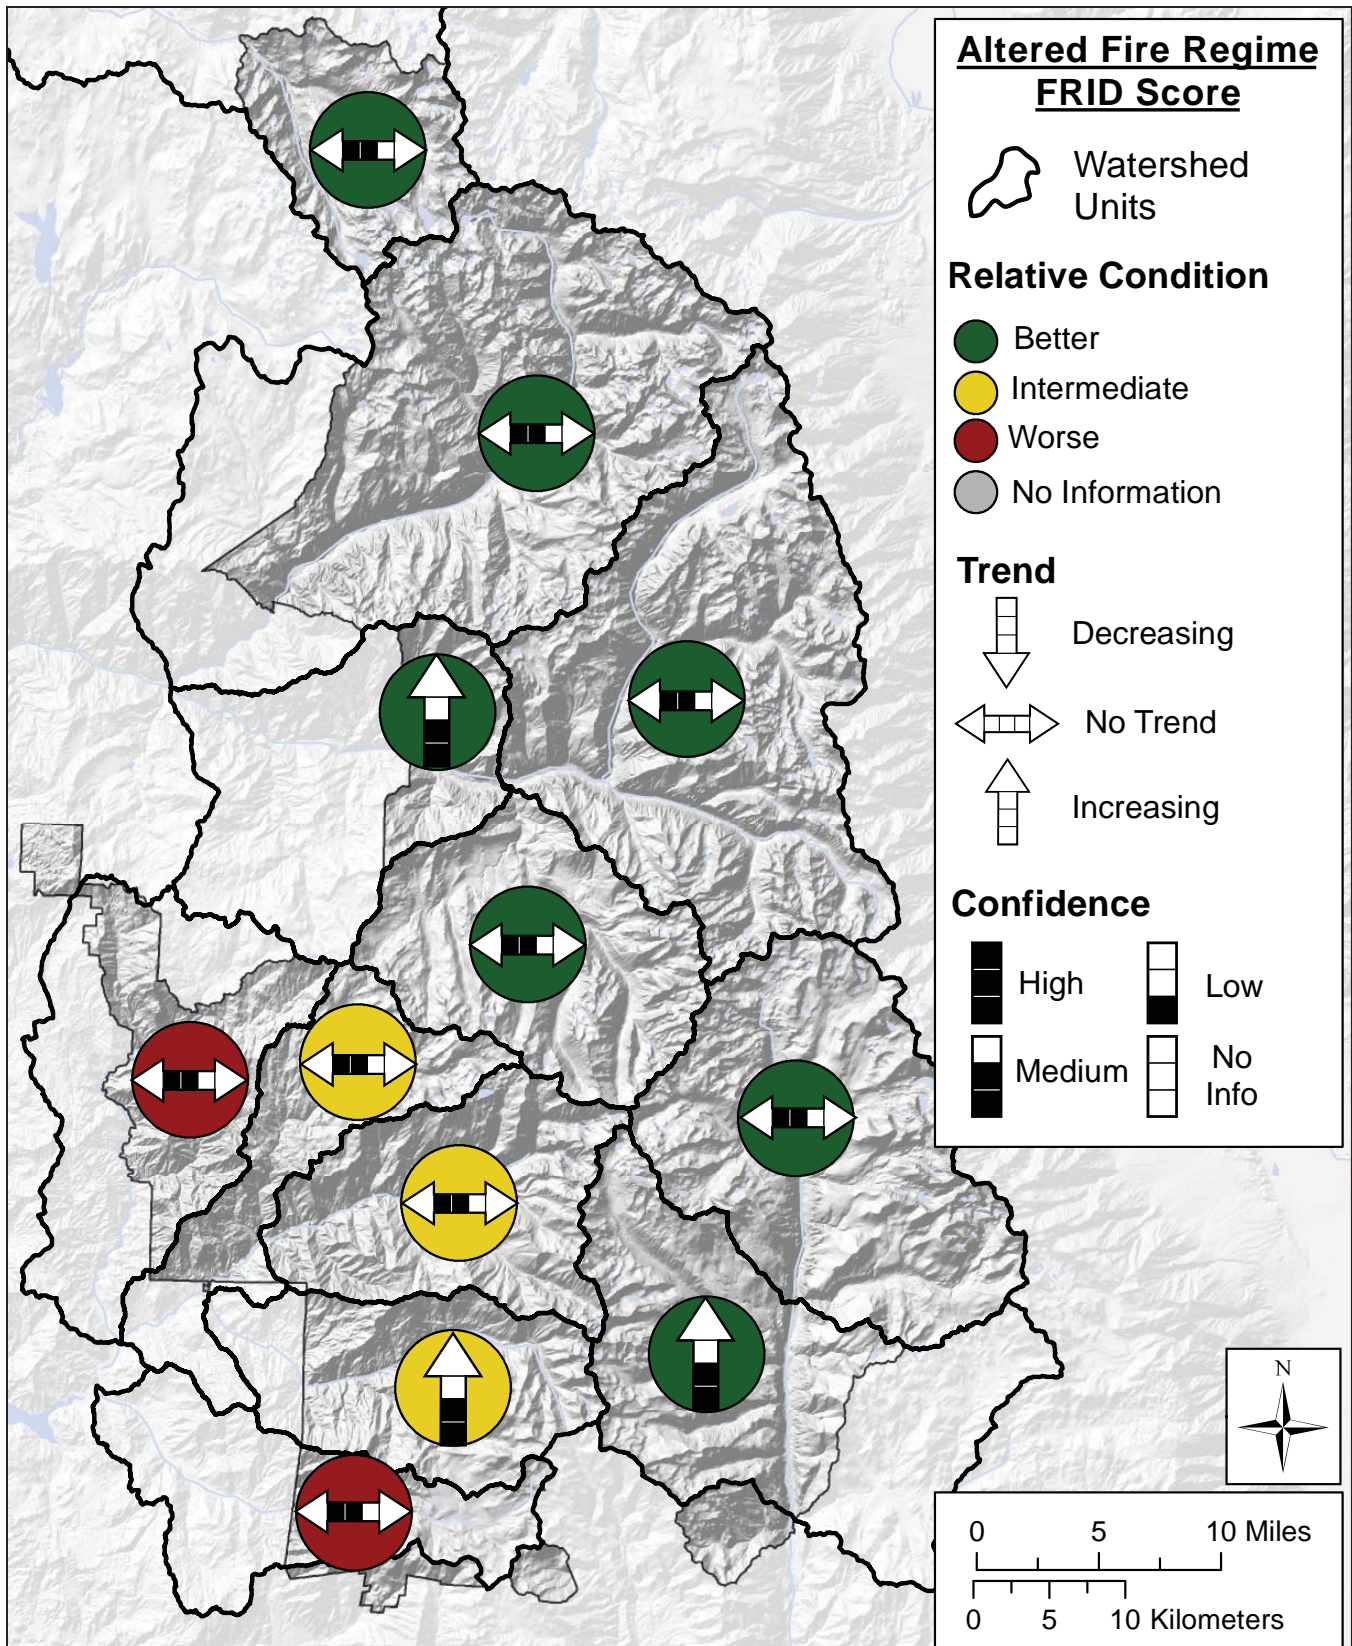 Altered Fire Regime
FRID Score
Watershed
Units
Relative Condition
Better
Intermediate
Worse
No Information
Trend
Decreasing
No Trend
Increasing
Confidence
High
Low
Medium
No
Info
N
0 5 10 Miles
0 5 10 Kilometers